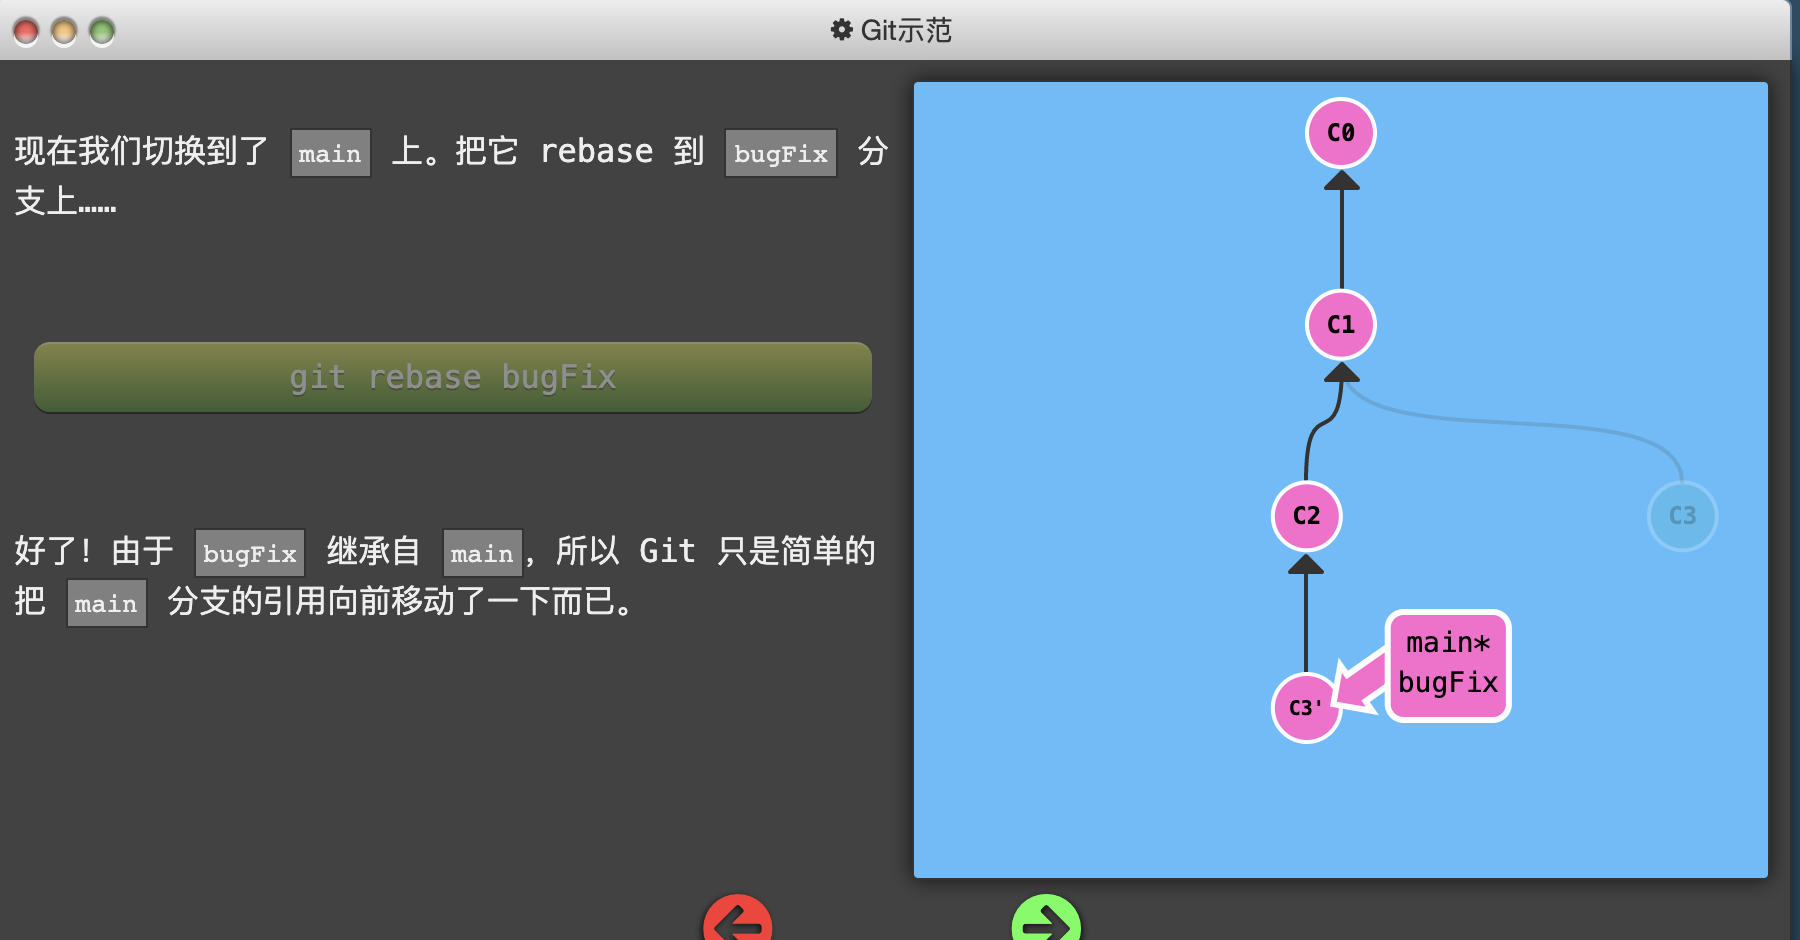 Git示范
现在我们切换到了 main 上。把它 rebase 到 bugFix 分
支上……
git rebase bugFix
好了！由于 bugFix 继承自 main，所以 Git 只是简单的
把 main 分支的引用向前移动了一下而已。
C0
C1
C2
C3
C3'
main*
bugFix